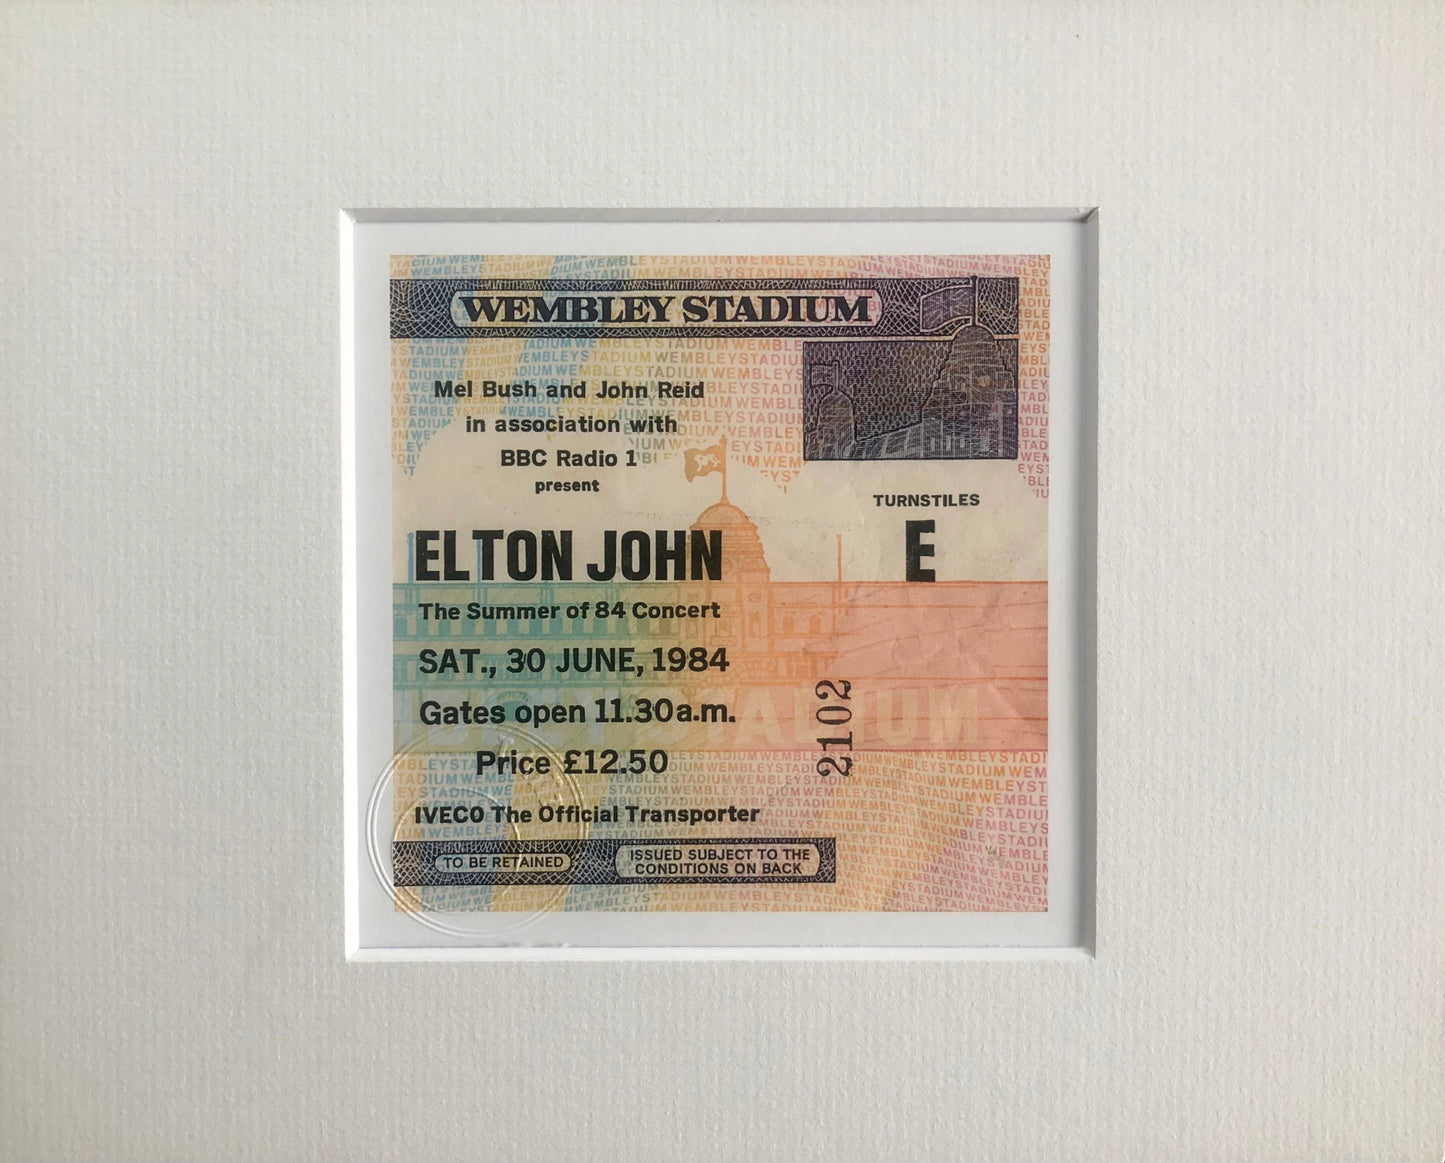 WEMBLEY STADIUM
Mel Bush and John Reid
in association with
BBC Radio 1
present
TURNSTILES
E
ELTON JOHN
The Summer of 84 Concert
SAT., 30 JUNE, 1984
Gates open 11.30a.m.
Price £12.50
2102
IVECO The Official Transporter
TO BE RETAINED
ISSUED SUBJECT TO THE
CONDITIONS ON BACK